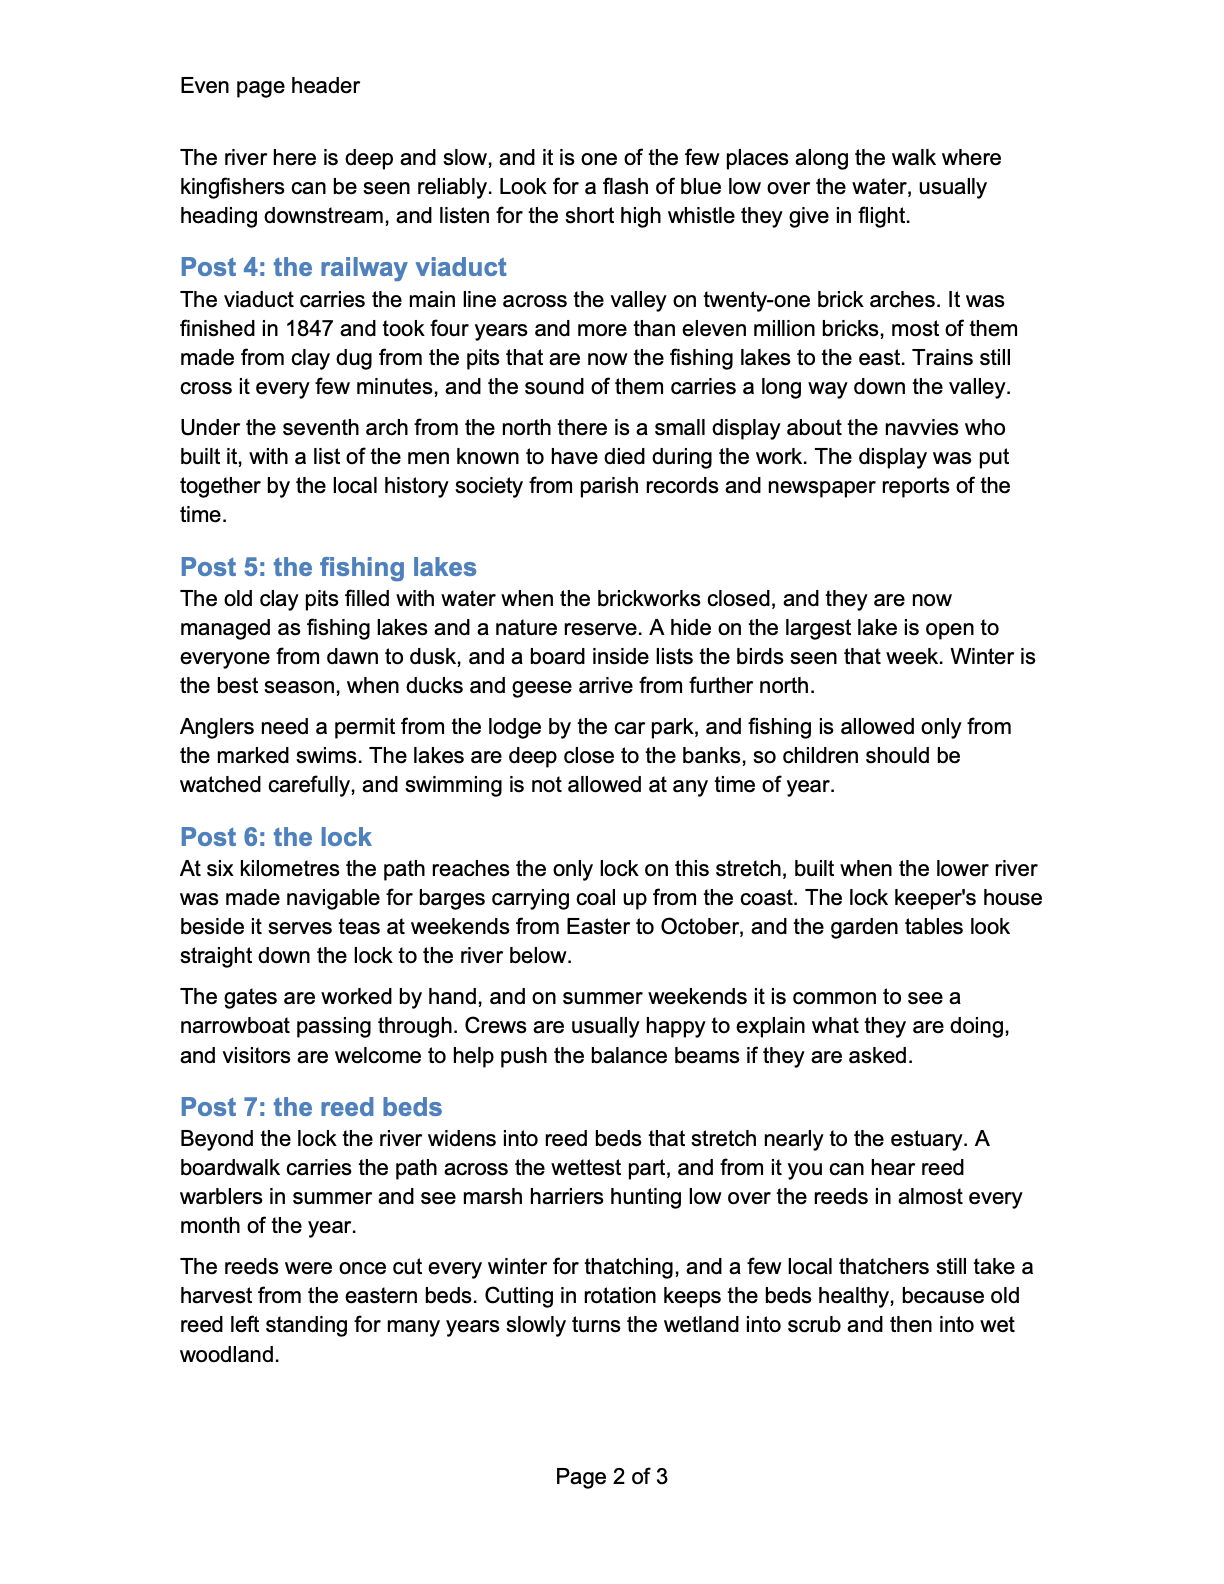 Even page header
The river here is deep and slow, and it is one of the few places along the walk where
kingfishers can be seen reliably. Look for a flash of blue low over the water, usually
heading downstream, and listen for the short high whistle they give in flight.
Post 4: the railway viaduct
The viaduct carries the main line across the valley on twenty-one brick arches. It was
finished in 1847 and took four years and more than eleven million bricks, most of them
made from clay dug from the pits that are now the fishing lakes to the east. Trains still
cross it every few minutes, and the sound of them carries a long way down the valley.
Under the seventh arch from the north there is a small display about the navvies who
built it, with a list of the men known to have died during the work. The display was put
together by the local history society from parish records and newspaper reports of the
time.
Post 5: the fishing lakes
The old clay pits filled with water when the brickworks closed, and they are now
managed as fishing lakes and a nature reserve. A hide on the largest lake is open to
everyone from dawn to dusk, and a board inside lists the birds seen that week. Winter is
the best season, when ducks and geese arrive from further north.
Anglers need a permit from the lodge by the car park, and fishing is allowed only from
the marked swims. The lakes are deep close to the banks, so children should be
watched carefully, and swimming is not allowed at any time of year.
Post 6: the lock
At six kilometres the path reaches the only lock on this stretch, built when the lower river
was made navigable for barges carrying coal up from the coast. The lock keeper's house
beside it serves teas at weekends from Easter to October, and the garden tables look
straight down the lock to the river below.
The gates are worked by hand, and on summer weekends it is common to see a
narrowboat passing through. Crews are usually happy to explain what they are doing,
and visitors are welcome to help push the balance beams if they are asked.
Post 7: the reed beds
Beyond the lock the river widens into reed beds that stretch nearly to the estuary. A
boardwalk carries the path across the wettest part, and from it you can hear reed
warblers in summer and see marsh harriers hunting low over the reeds in almost every
month of the year.
The reeds were once cut every winter for thatching, and a few local thatchers still take a
harvest from the eastern beds. Cutting in rotation keeps the beds healthy, because old
reed left standing for many years slowly turns the wetland into scrub and then into wet
woodland.
Page 2 of 3